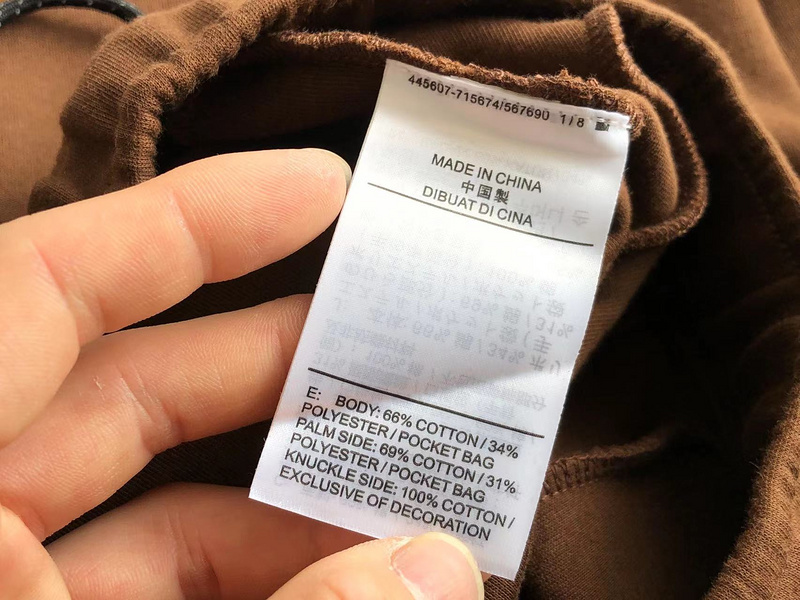 445607-715674/567690 1/8
MADE IN CHINA
中国製
DIBUAT DI CINA
E: BODY: 66% COTTON / 34%
POLYESTER / POCKET BAG
PALM SIDE: 69% COTTON / 31%
POLYESTER / POCKET BAG
KNUCKLE SIDE: 100% COTTON /
EXCLUSIVE OF DECORATION